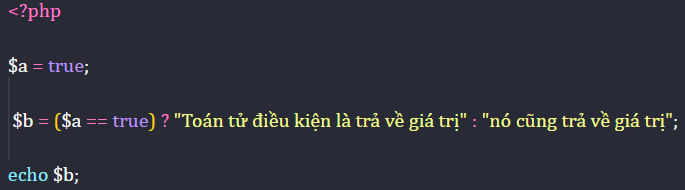 <?php
$a = true;
$b = ($a == true) ? "Toán tử điều kiện là trả về giá trị" : "nó cũng trả về giá trị";
echo $b;